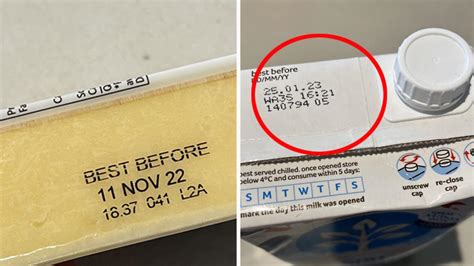 BEST BEFORE
11 NOV 22
18:37 041 L2A
best before
DD/MM/YY
25.01.23
WA35 16:21
140794 05
best served chilled. once opened store
below 4°C and consume within 5 days:
S M T W T F S
mark the day this milk was opened
unscrew
cap
re-close
cap